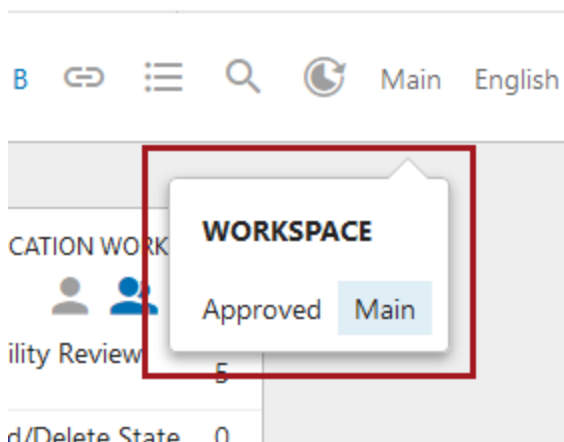 B Main English
WORKSPACE
Approved Main
CATION WORK
ility Review
5
d/Delete State 0